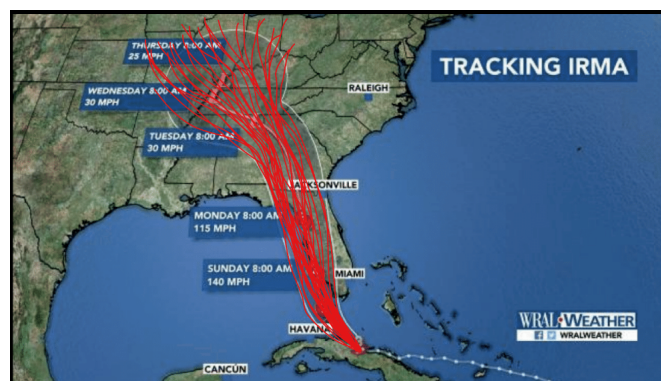 THURSDAY 8:00 AM
25 MPH
TRACKING IRMA
WEDNESDAY 8:00 AM
30 MPH
RALEIGH
TUESDAY 8:00 AM
30 MPH
JACKSONVILLE
MONDAY 8:00 AM
115 MPH
SUNDAY 8:00 AM
140 MPH
MIAMI
HAVANA
WRAL WEATHER
WRALWEATHER
CANCÚN